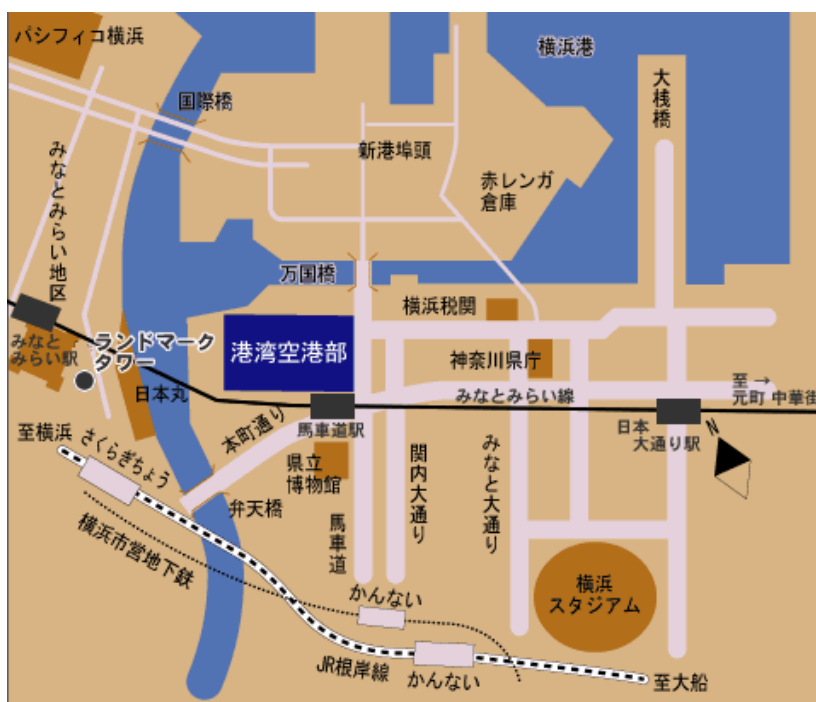 パシフィコ横浜
横浜港
国際橋
大桟橋
新港埠頭
みなとみらい地区
赤レンガ
倉庫
万国橋
横浜税関
みなと
みらい駅
ランドマーク
タワー
港湾空港部
神奈川県庁
日本丸
みなとみらい線
至 →
元町 中華街
本町通り
馬車道駅
日本
大通り駅
N
至横浜
さくらぎちょう
県立
博物館
関内大通り
みなと大通り
弁天橋
馬車道
横浜市営地下鉄
横浜
スタジアム
かんない
JR根岸線
かんない
至大船